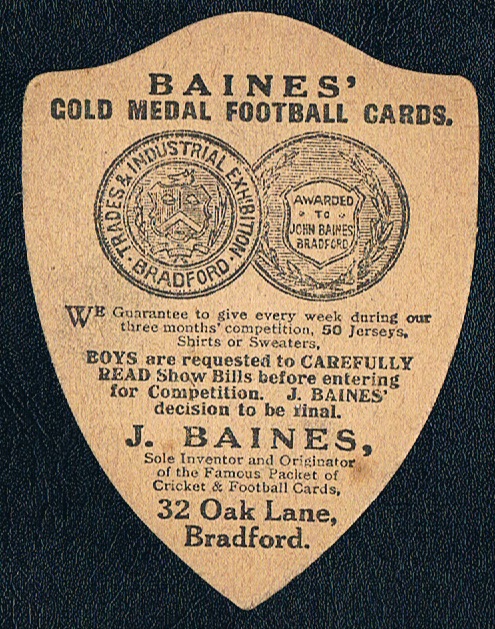 BAINES'
GOLD MEDAL FOOTBALL CARDS.
TRADES & INDUSTRIAL EXHIBITION
· BRADFORD ·
AWARDED
TO
JOHN BAINES
BRADFORD
WE Guarantee to give every week during our
three months' competition, 50 Jerseys,
Shirts or Sweaters,
BOYS are requested to CAREFULLY
READ Show Bills before entering
for Competition. J. BAINES'
decision to be final.
J. BAINES,
Sole Inventor and Originator
of the Famous Packet of
Cricket & Football Cards,
32 Oak Lane,
Bradford.